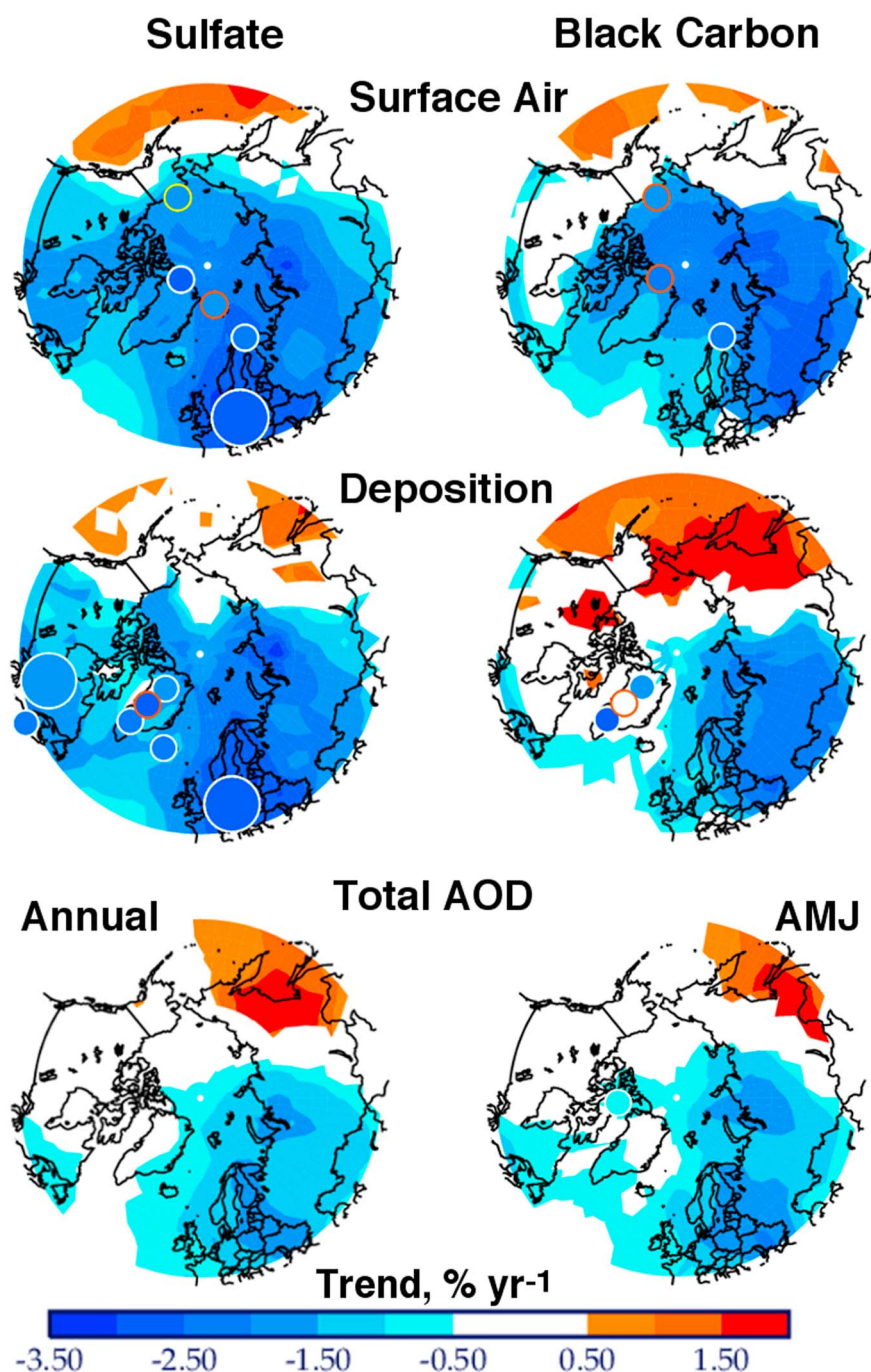 Sulfate
Black Carbon
Surface Air
Deposition
Total AOD
Annual
AMJ
Trend, % yr-1
-3.50 -2.50 -1.50 -0.50 0.50 1.50